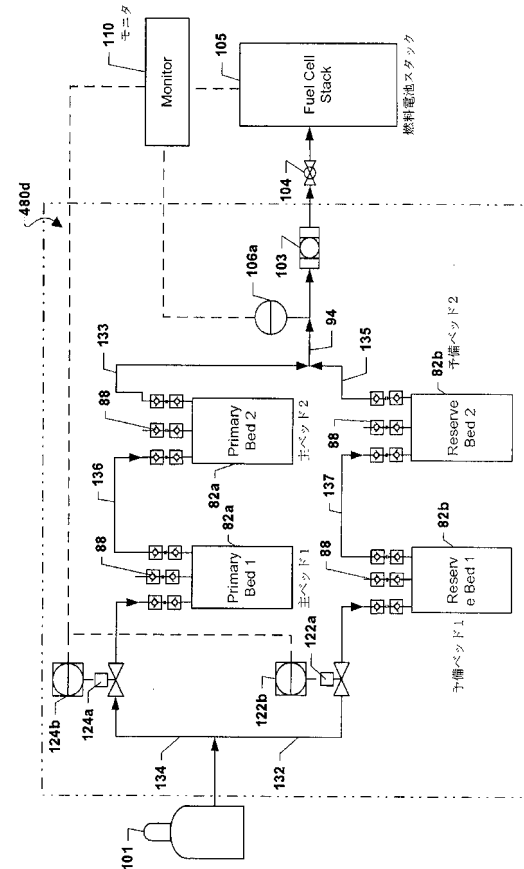 480d
110
モニタ
Monitor
105
Fuel Cell
Stack
燃料電池スタック
104
103
106a
94
133
135
88
Primary
Bed 2
主ベッド2
82a
136
82b
予備ベッド2
Reserve
Bed 2
88
137
82a
88
Primary
Bed 1
主ベッド1
82b
88
Reserv
e Bed 1
予備ベッド1
124b
124a
122a
122b
134
132
101